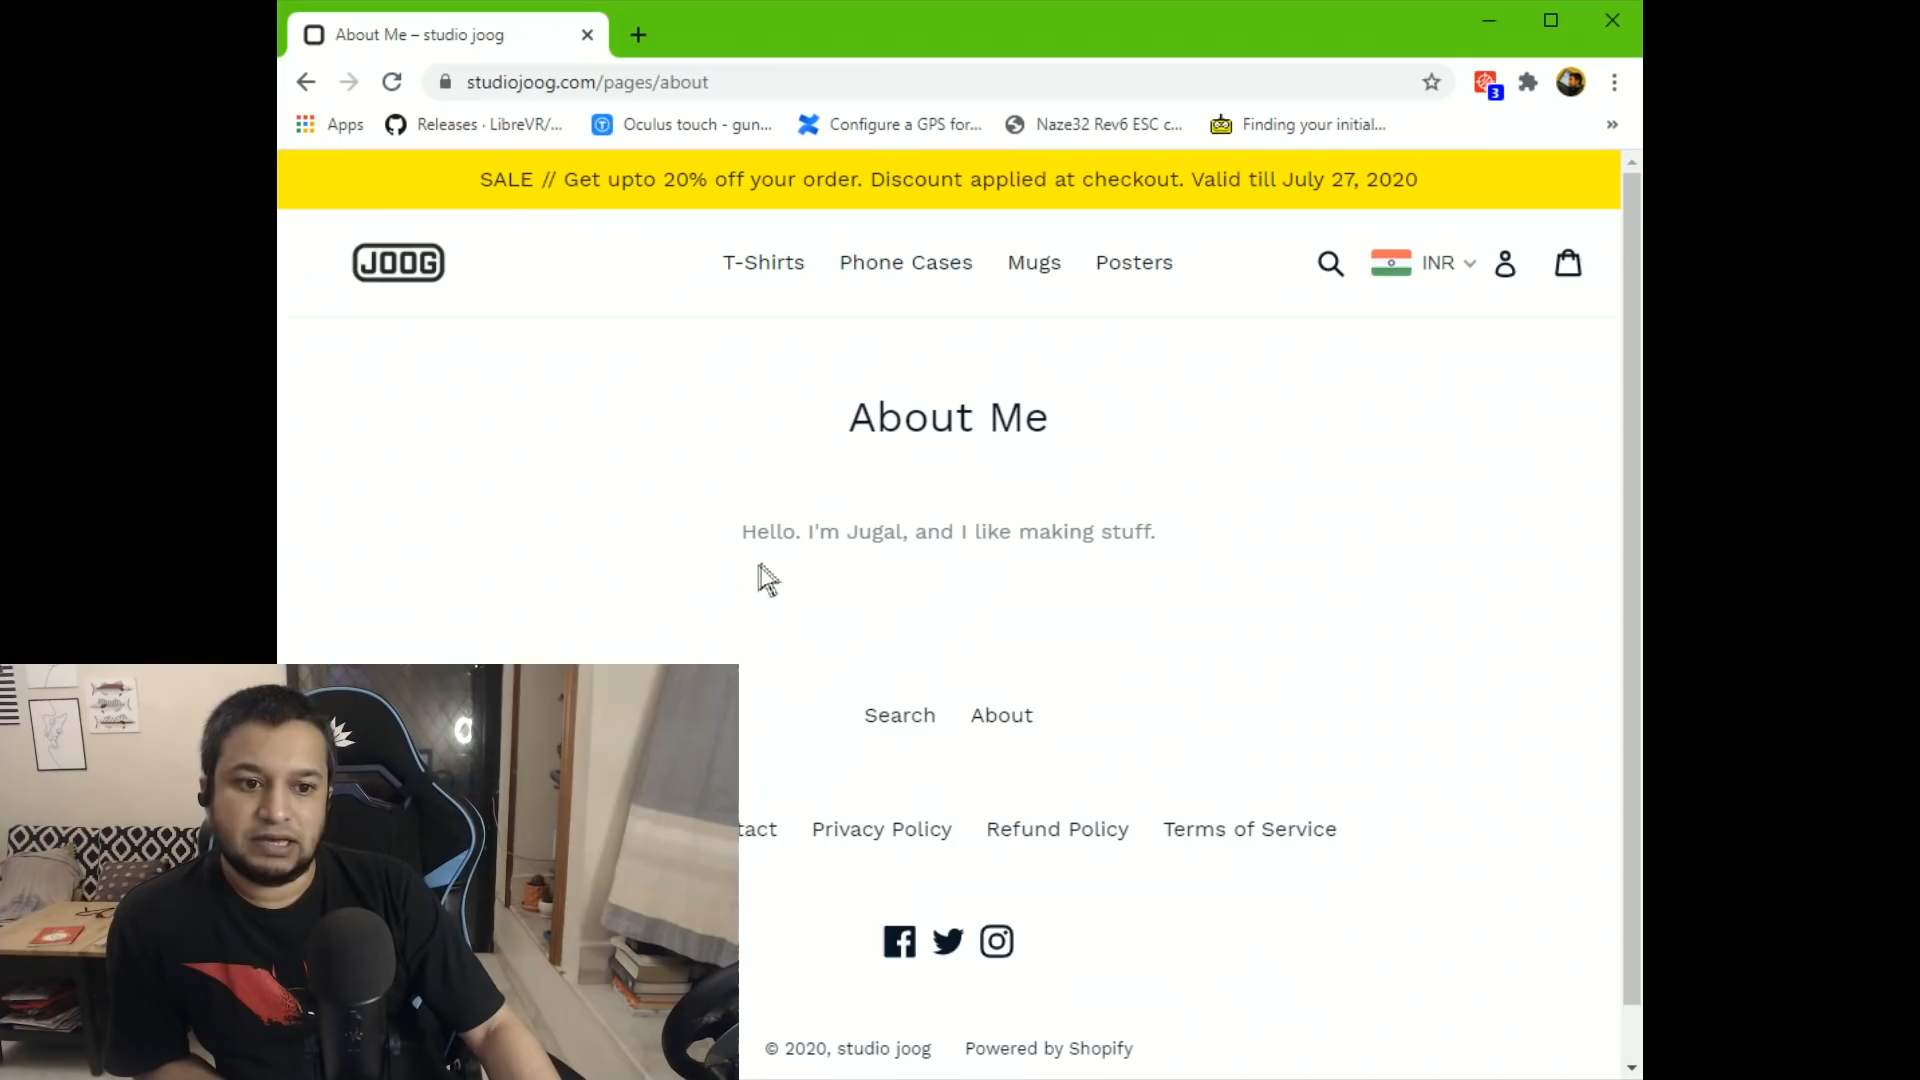 About Me – studio joog
studiojoog.com/pages/about
3
Apps
Releases · LibreVR/...
Oculus touch - gun...
Configure a GPS for...
Naze32 Rev6 ESC c...
Finding your initial...
»
SALE // Get upto 20% off your order. Discount applied at checkout. Valid till July 27, 2020
JOOG
T-Shirts
Phone Cases
Mugs
Posters
INR
About Me
Hello. I'm Jugal, and I like making stuff.
Search
About
tact
Privacy Policy
Refund Policy
Terms of Service
© 2020, studio joog
Powered by Shopify